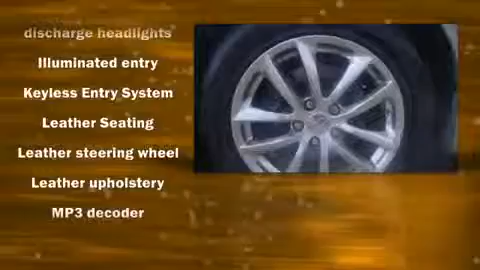 discharge headlights
Illuminated entry
Keyless Entry System
Leather Seating
Leather steering wheel
Leather upholstery
MP3 decoder